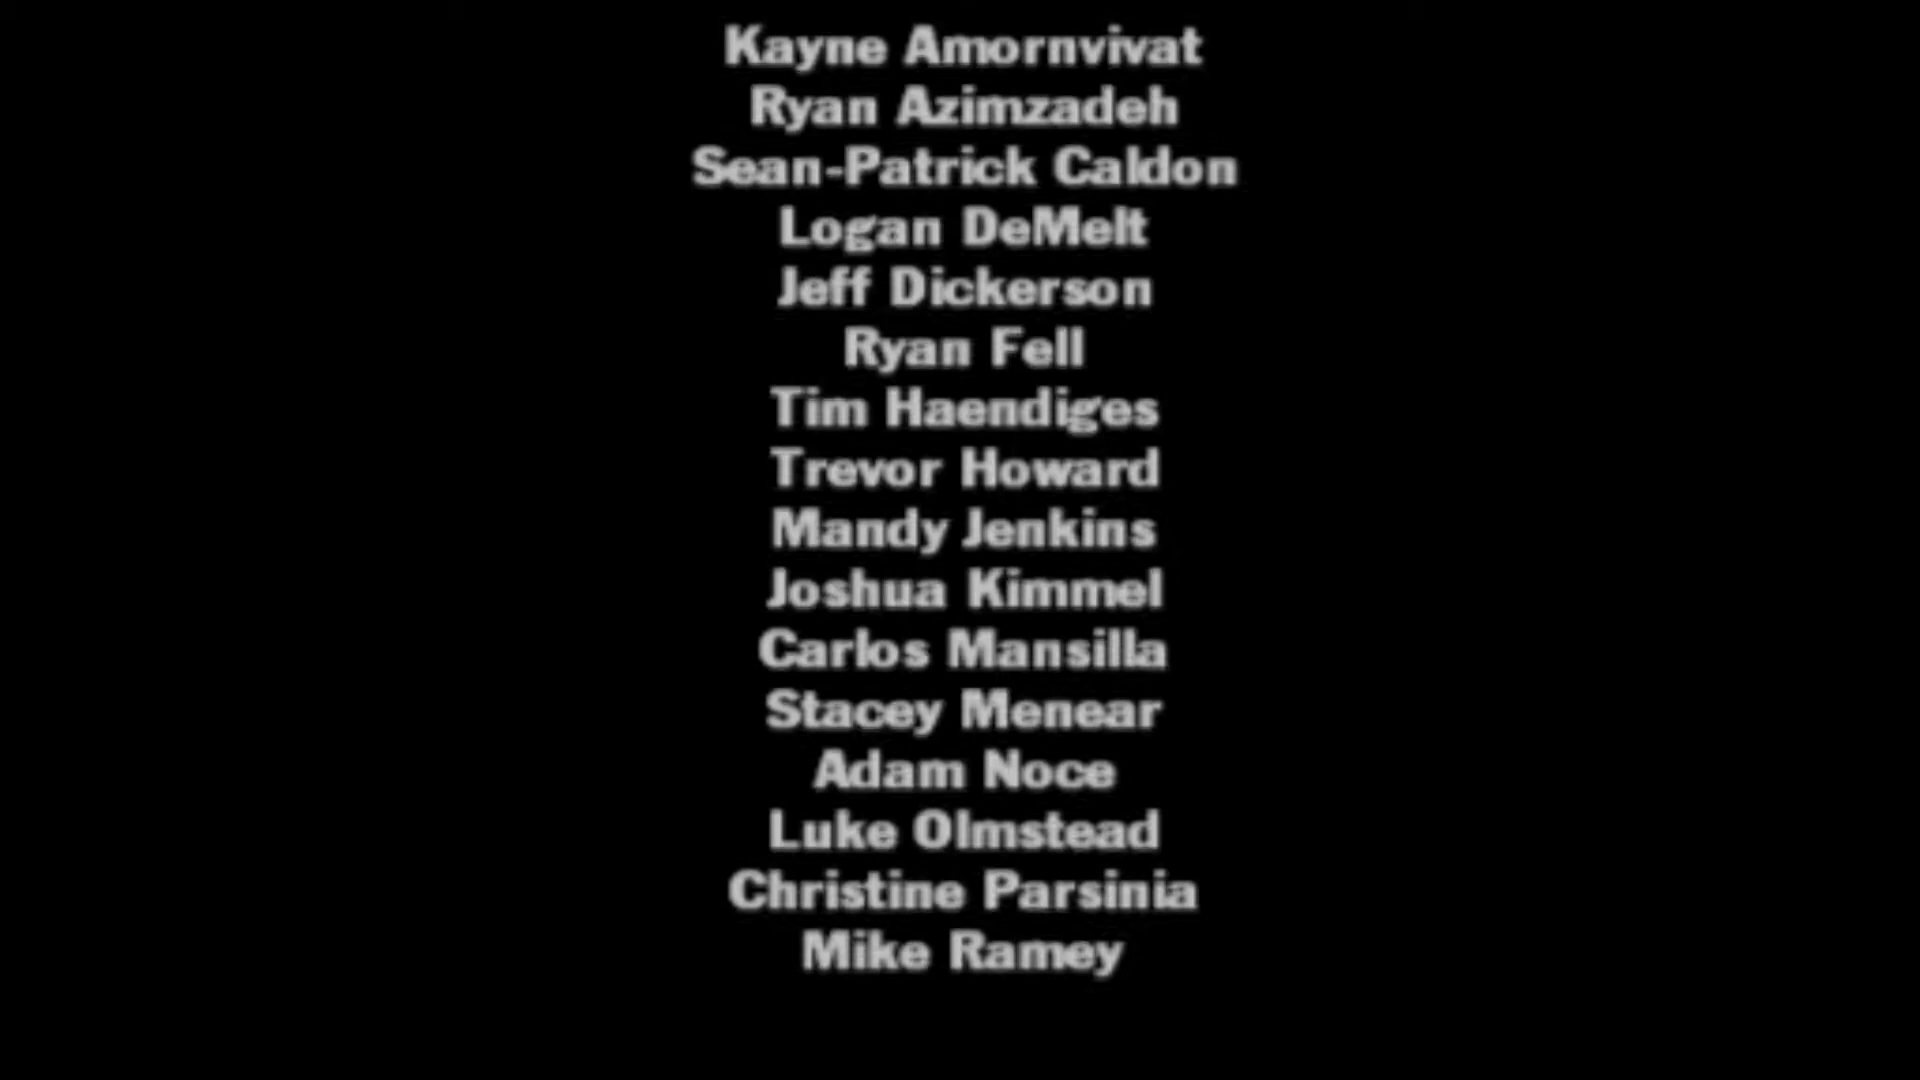 Kayne Amornvivat
Ryan Azimzadeh
Sean-Patrick Caldon
Logan DeMelt
Jeff Dickerson
Ryan Fell
Tim Haendiges
Trevor Howard
Mandy Jenkins
Joshua Kimmel
Carlos Mansilla
Stacey Menear
Adam Noce
Luke Olmstead
Christine Parsinia
Mike Ramey